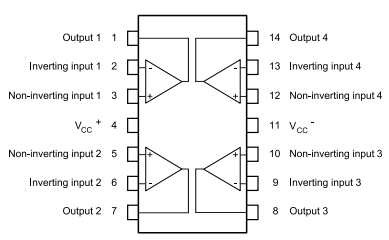 Output 1 1 14 Output 4
Inverting input 1 2 - - 13 Inverting input 4
Non-inverting input 1 3 + + 12 Non-inverting input 4
VCC + 4 11 VCC -
Non-inverting input 2 5 + + 10 Non-inverting input 3
Inverting input 2 6 - - 9 Inverting input 3
Output 2 7 8 Output 3